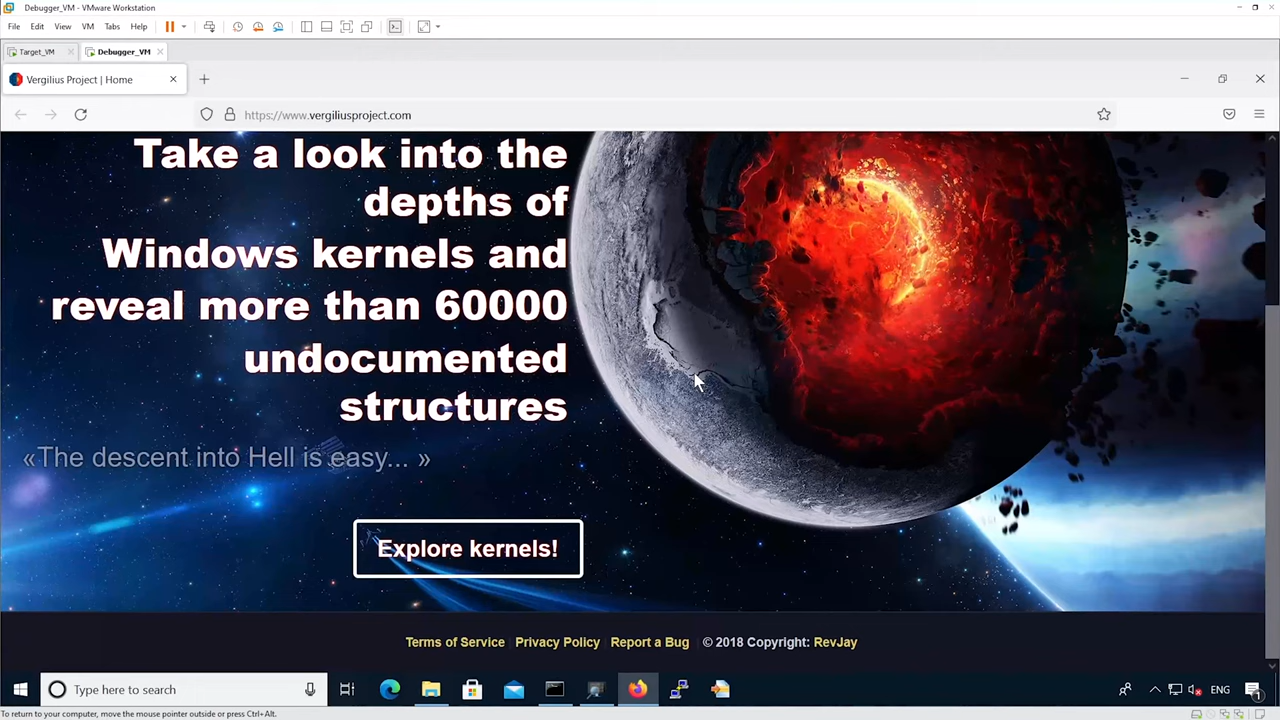 Debugger_VM - VMware Workstation
File Edit View VM Tabs Help
Target_VM Debugger_VM
Vergilius Project | Home
https://www.vergiliusproject.com
Take a look into the
depths of
Windows kernels and
reveal more than 60000
undocumented
structures
«The descent into Hell is easy... »
Explore kernels!
Terms of Service Privacy Policy Report a Bug © 2018 Copyright: RevJay
Type here to search
ENG
1
To return to your computer, move the mouse pointer outside or press Ctrl+Alt.